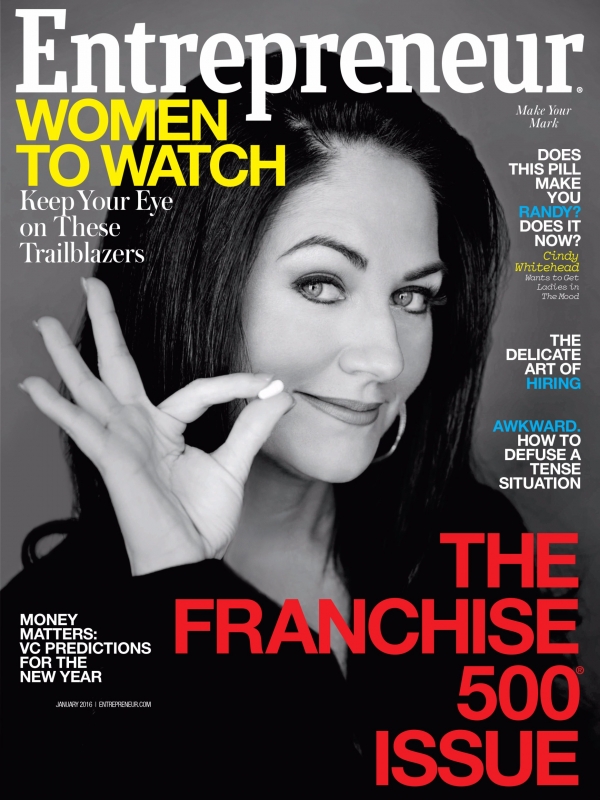 Entrepreneur®
WOMEN
TO WATCH
Keep Your Eye
on These
Trailblazers
Make Your
Mark
DOES
THIS PILL
MAKE
YOU
RANDY?
DOES IT
NOW?
Cindy
Whitehead
Wants to Get
Ladies in
The Mood
THE
DELICATE
ART OF
HIRING
AWKWARD.
HOW TO
DEFUSE A
TENSE
SITUATION
MONEY
MATTERS:
VC PREDICTIONS
FOR THE
NEW YEAR
JANUARY 2016 | ENTREPRENEUR.COM
THE
FRANCHISE
500®
ISSUE